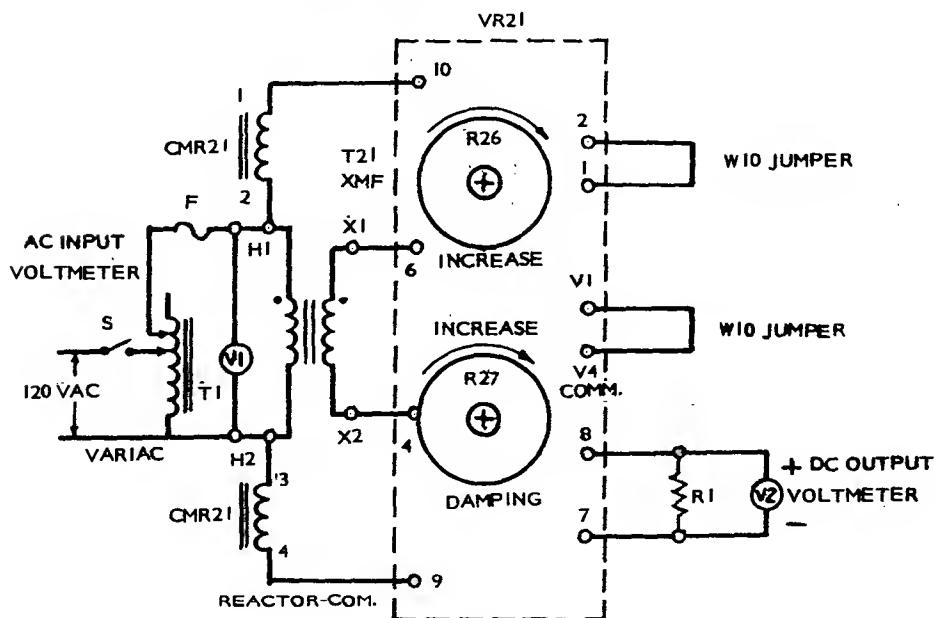 VR21
10
1
CMR21
2
T21
XMF
R26
2
1
W10 JUMPER
F
H1
X1
6
INCREASE
AC INPUT
VOLTMETER
S
V1
120 VAC
T1
V1
INCREASE
R27
W10 JUMPER
V4
COMM.
VARIAC
H2
X2
4
8
3
CMR21
4
DAMPING
7
R1
V2
+ DC OUTPUT
VOLTMETER
−
REACTOR-COM.
9